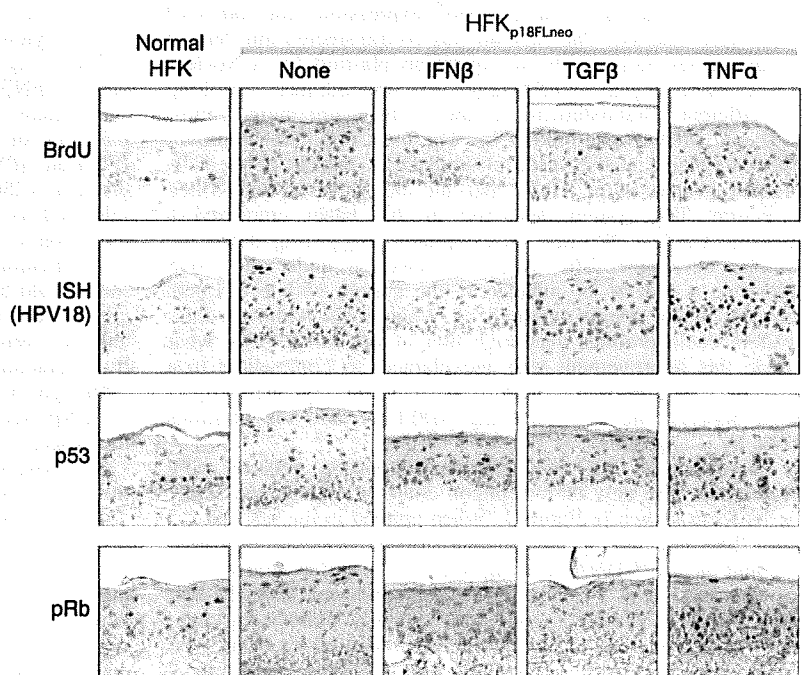 HFKp18FLneo
Normal
HFK
None
IFNβ
TGFβ
TNFα
BrdU
ISH
(HPV18)
p53
pRb